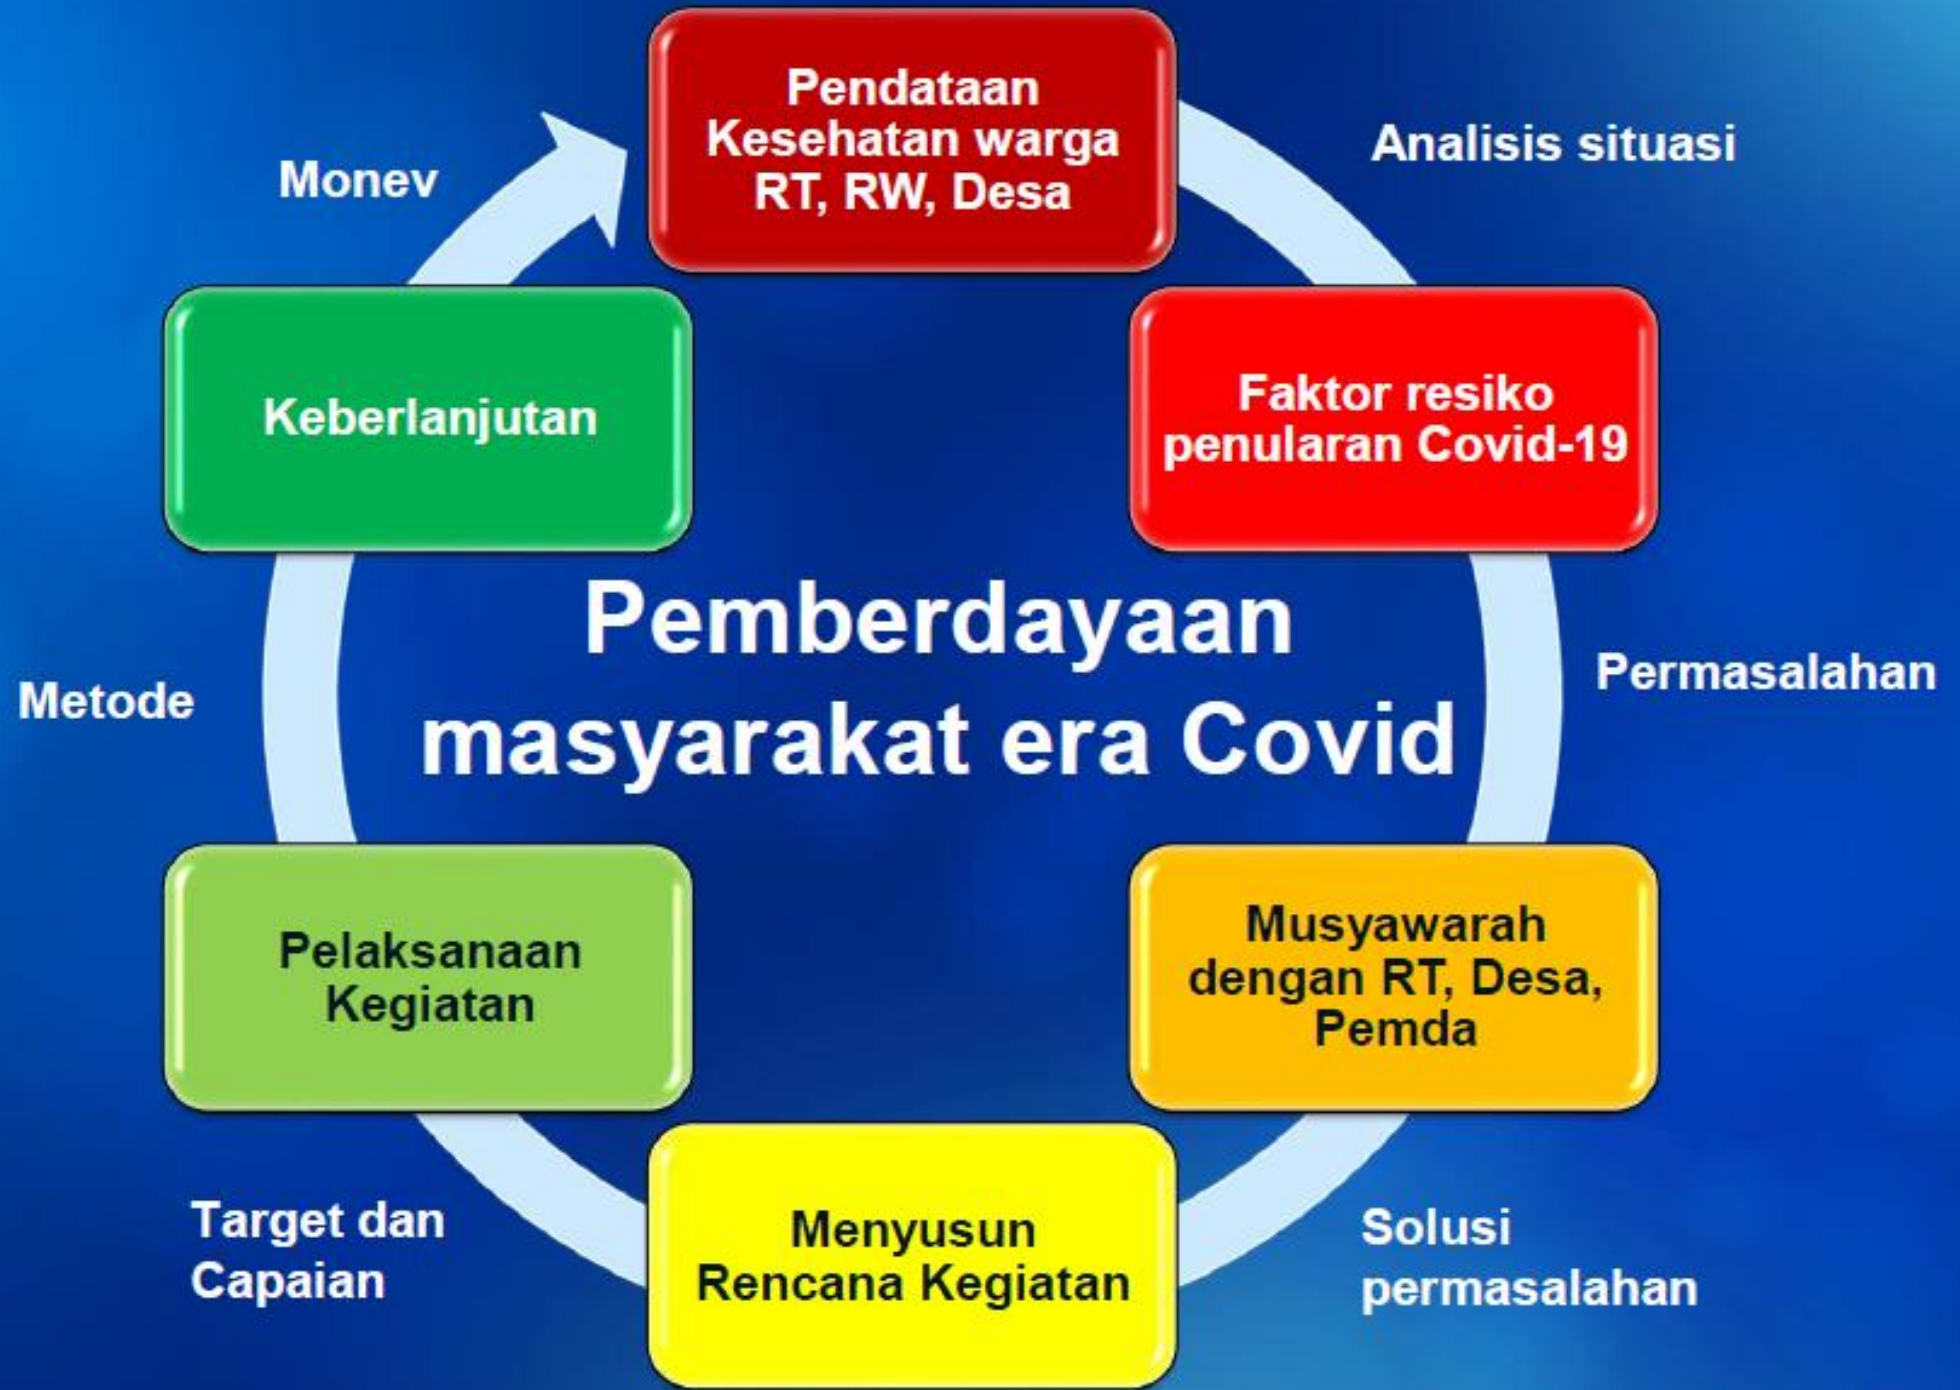 Pendataan
Kesehatan warga
RT, RW, Desa
Analisis situasi
Faktor resiko
penularan Covid-19
Permasalahan
Musyawarah
dengan RT, Desa,
Pemda
Solusi
permasalahan
Menyusun
Rencana Kegiatan
Target dan
Capaian
Pelaksanaan
Kegiatan
Metode
Keberlanjutan
Monev
Pemberdayaan
masyarakat era Covid